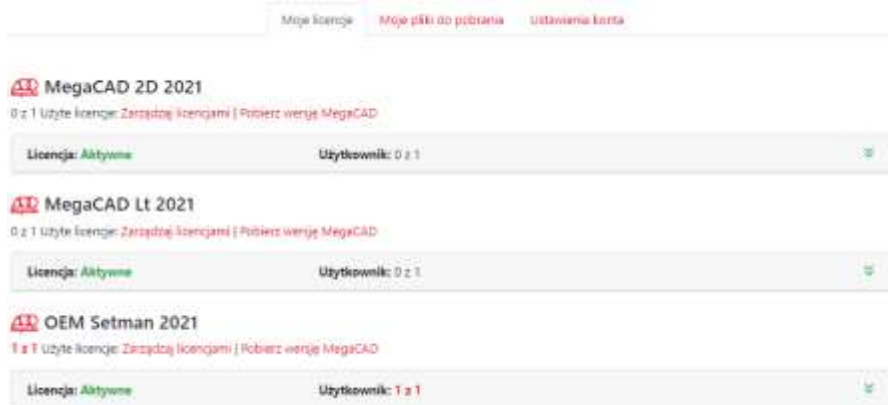 Moje licencje Moje pliki do pobrania Ustawienia konta
MegaCAD 2D 2021
0 z 1 Użyte licencje: Zarządzaj licencjami | Pobierz wersję MegaCAD
Licencja: Aktywne Użytkownik: 0 z 1
MegaCAD Lt 2021
0 z 1 Użyte licencje: Zarządzaj licencjami | Pobierz wersję MegaCAD
Licencja: Aktywne Użytkownik: 0 z 1
OEM Setman 2021
1 z 1 Użyte licencje: Zarządzaj licencjami | Pobierz wersję MegaCAD
Licencja: Aktywne Użytkownik: 1 z 1